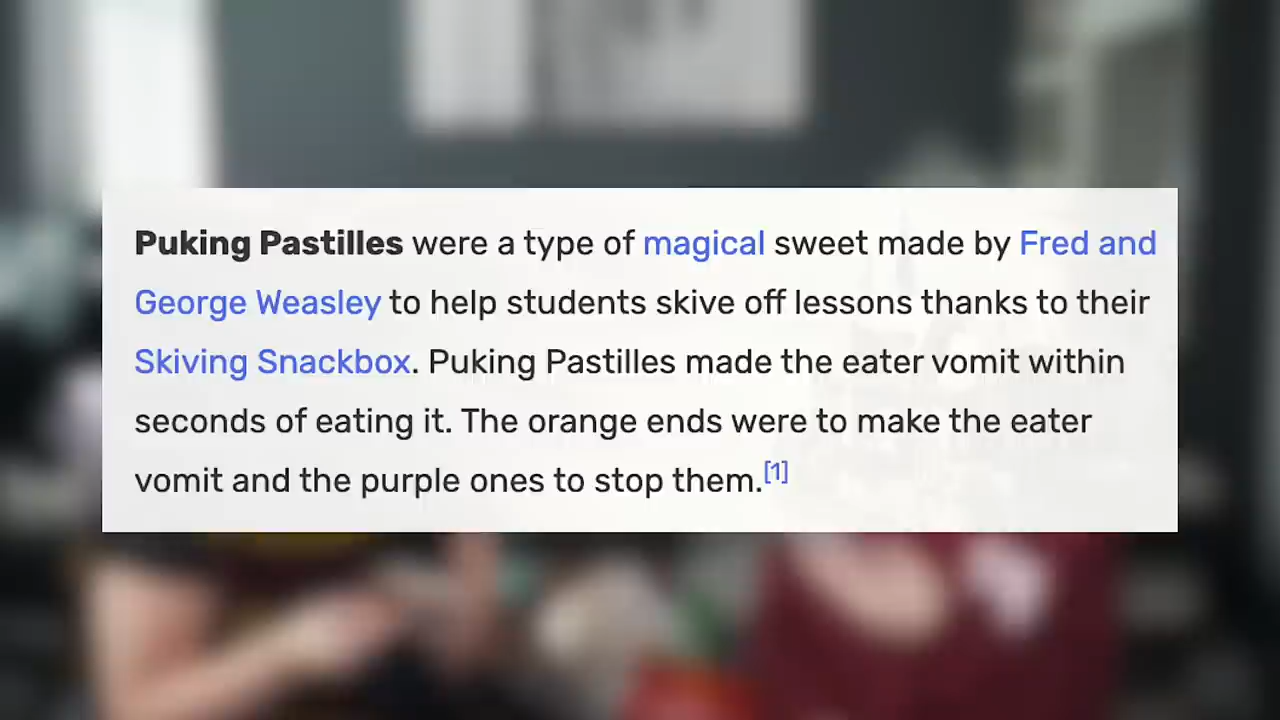 Puking Pastilles were a type of magical sweet made by Fred and
George Weasley to help students skive off lessons thanks to their
Skiving Snackbox. Puking Pastilles made the eater vomit within
seconds of eating it. The orange ends were to make the eater
vomit and the purple ones to stop them.[1]